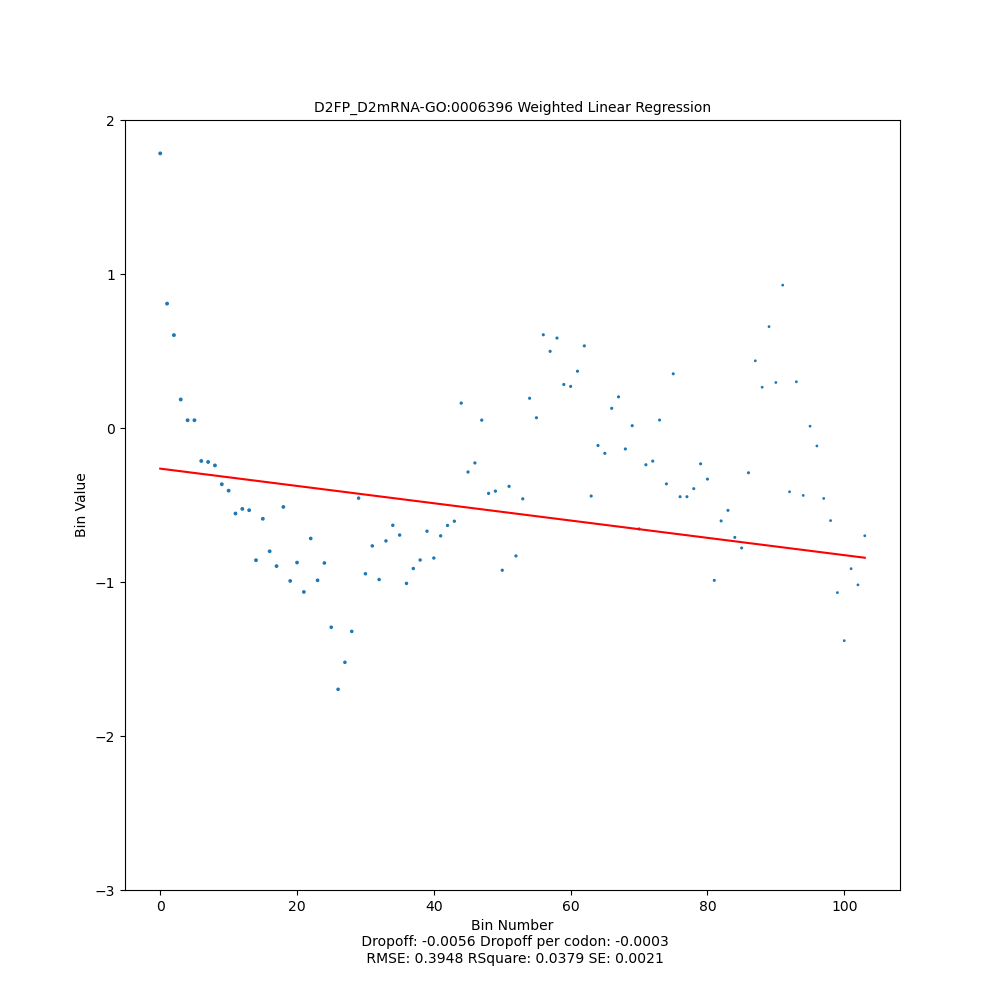 D2FP_D2mRNA-GO:0006396 Weighted Linear Regression
2
1
0
−1
−2
−3
Bin Value
0 20 40 60 80 100
Bin Number
Dropoff: -0.0056 Dropoff per codon: -0.0003
RMSE: 0.3948 RSquare: 0.0379 SE: 0.0021